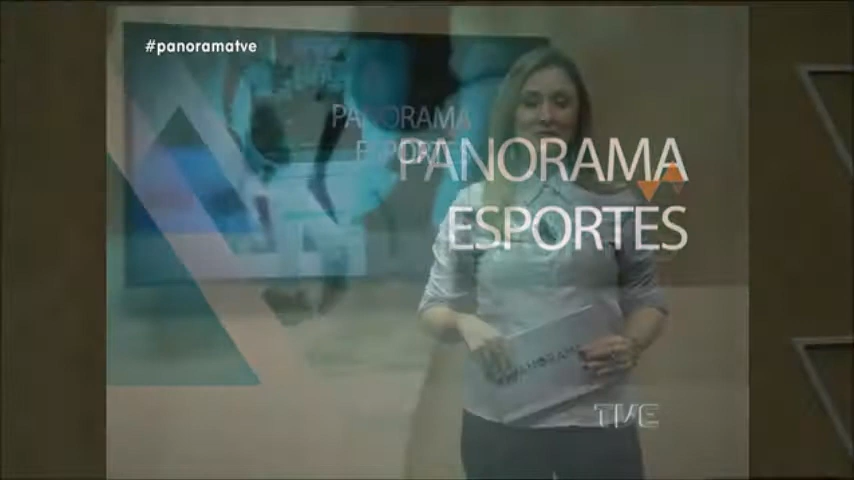 #panoramatve
PANORAMA
ESPORTES
PANORAMA
ESPORTES
PANORAMA
TVE